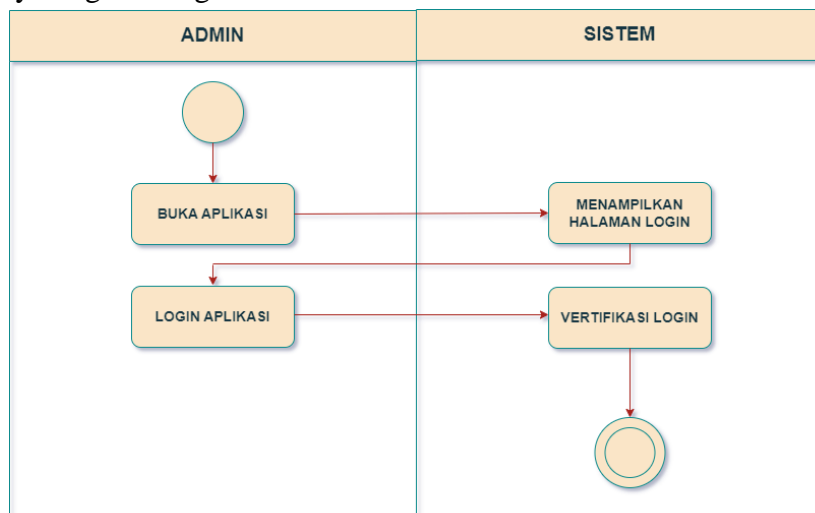 ADMIN
SISTEM
BUKA APLIKASI
MENAMPILKAN
HALAMAN LOGIN
LOGIN APLIKASI
VERTIFIKASI LOGIN